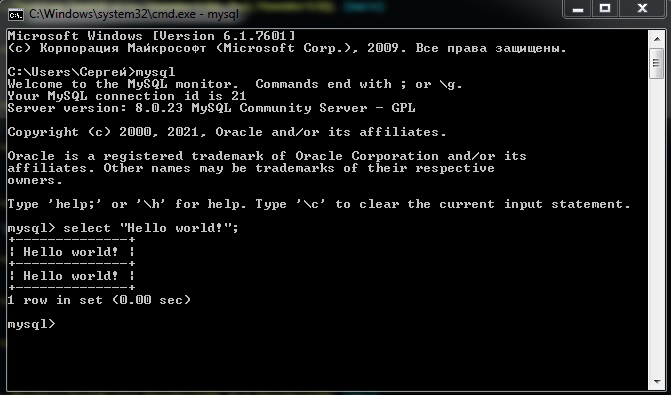 C:\Windows\system32\cmd.exe - mysql
Microsoft Windows [Version 6.1.7601]
(c) Корпорация Майкрософт (Microsoft Corp.), 2009. Все права защищены.
C:\Users\Сергей>mysql
Welcome to the MySQL monitor.  Commands end with ; or \g.
Your MySQL connection id is 21
Server version: 8.0.23 MySQL Community Server - GPL
Copyright (c) 2000, 2021, Oracle and/or its affiliates.
Oracle is a registered trademark of Oracle Corporation and/or its
affiliates. Other names may be trademarks of their respective
owners.
Type 'help;' or '\h' for help. Type '\c' to clear the current input statement.
mysql> select "Hello world!";
+--------------+
| Hello world! |
+--------------+
| Hello world! |
+--------------+
1 row in set (0.00 sec)
mysql>